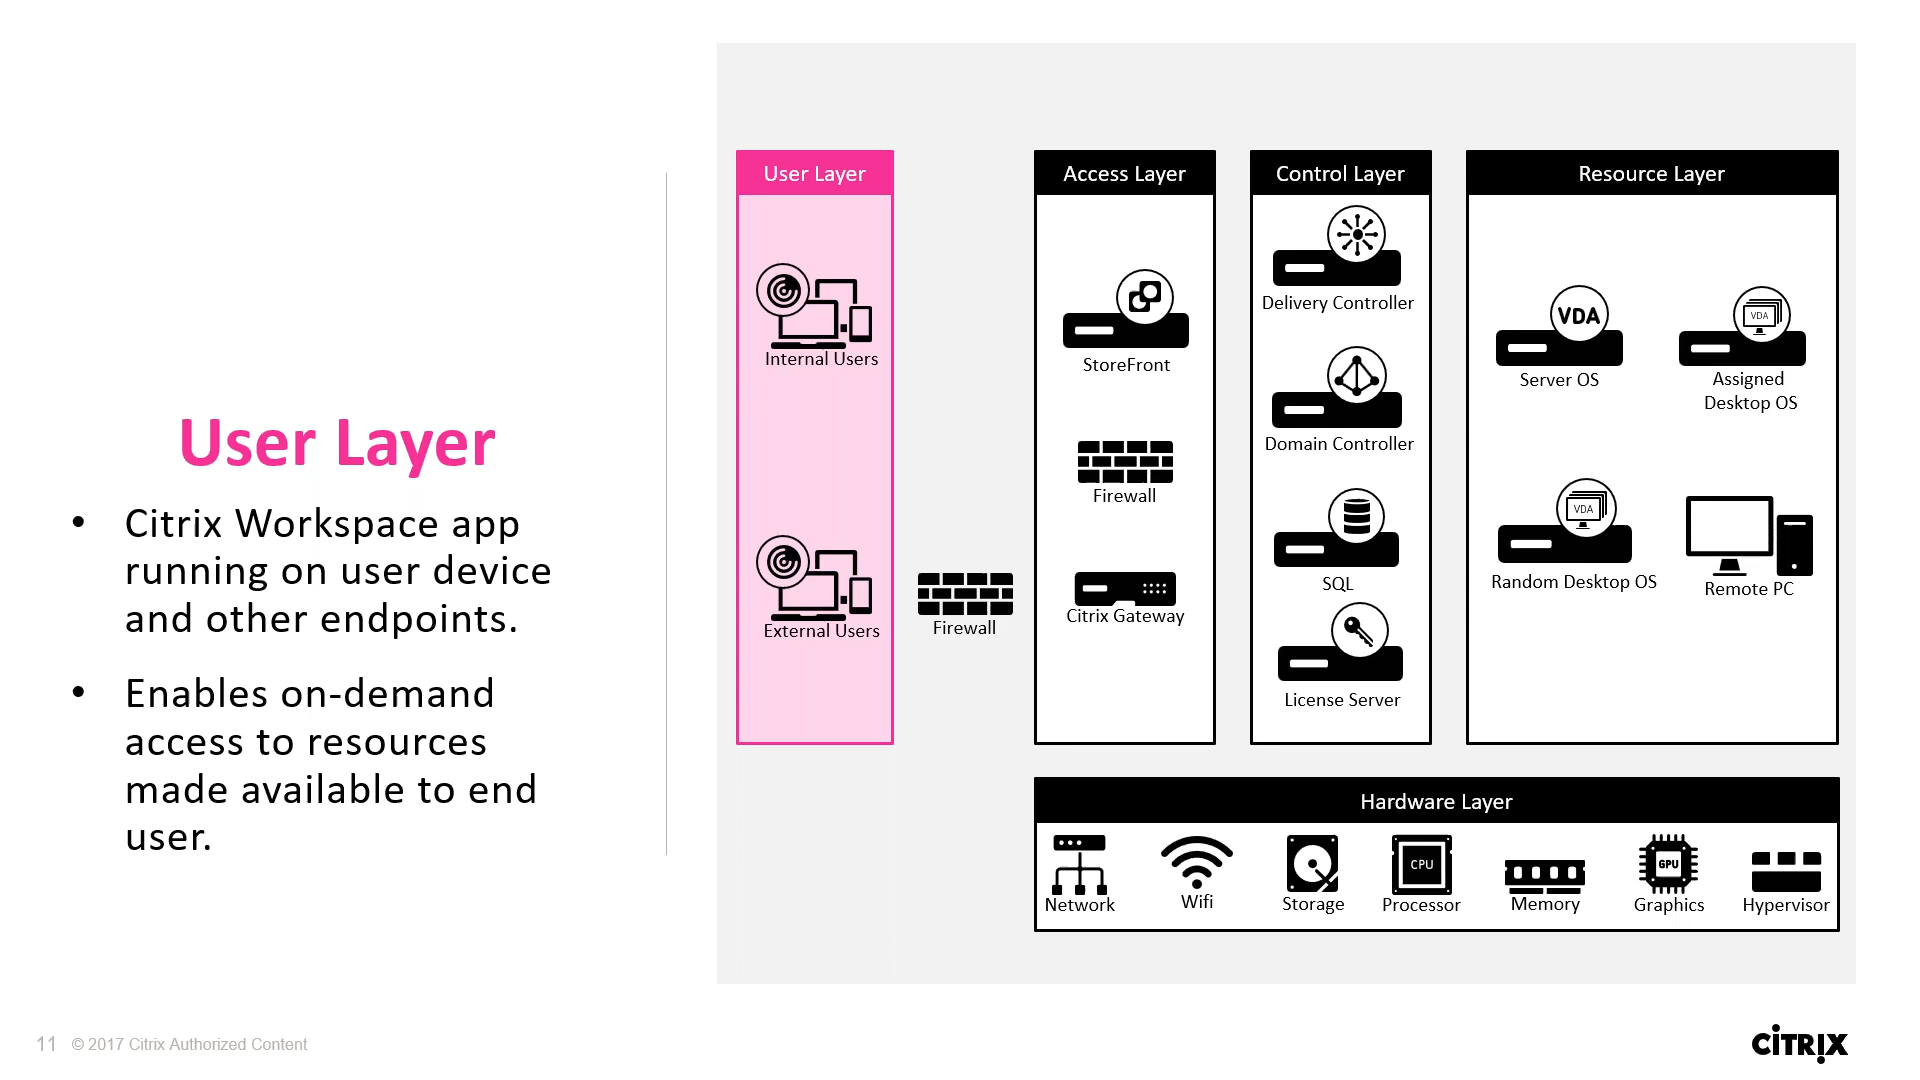 User Layer
• Citrix Workspace app
running on user device
and other endpoints.
• Enables on-demand
access to resources
made available to end
user.
User Layer
Internal Users
External Users
Firewall
Access Layer
StoreFront
Firewall
Citrix Gateway
Control Layer
Delivery Controller
Domain Controller
SQL
License Server
Resource Layer
VDA
Server OS
VDA
Assigned
Desktop OS
VDA
Random Desktop OS
Remote PC
Hardware Layer
Network
Wifi
Storage
CPU
Processor
Memory
GPU
Graphics
Hypervisor
11 © 2017 Citrix Authorized Content
CİTRIX